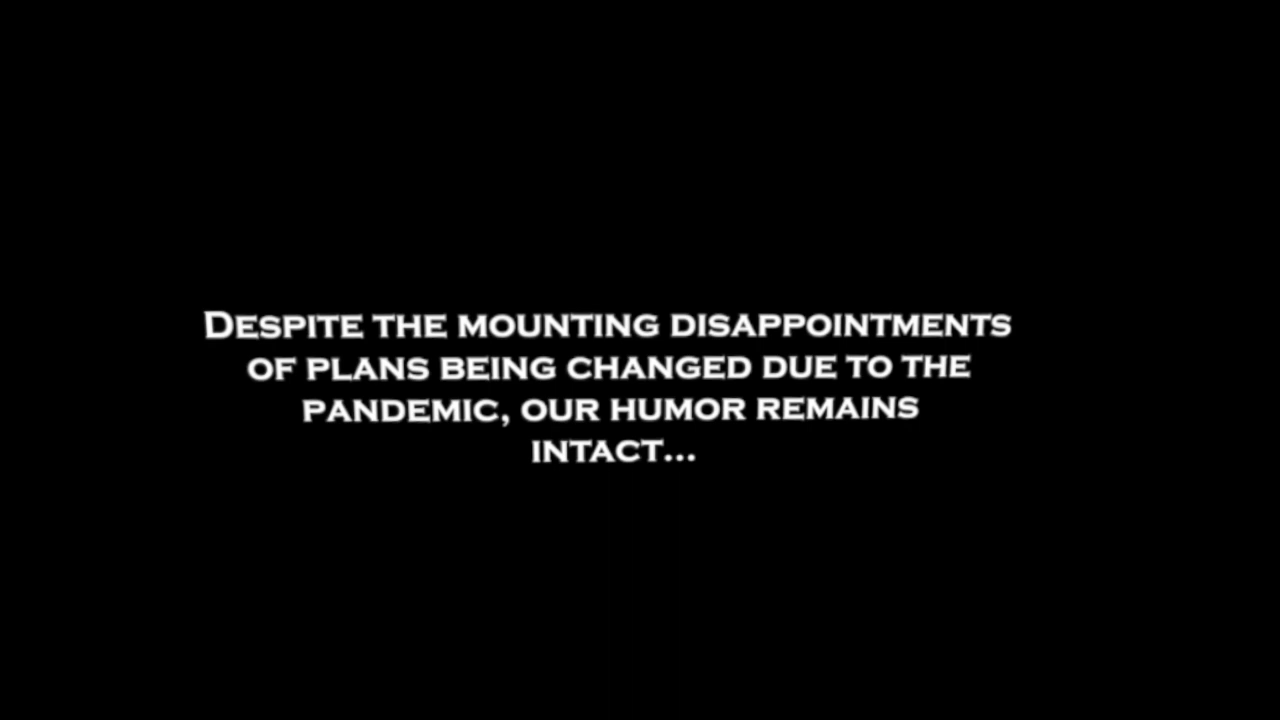 Despite the mounting disappointments
of plans being changed due to the
pandemic, our humor remains
intact...